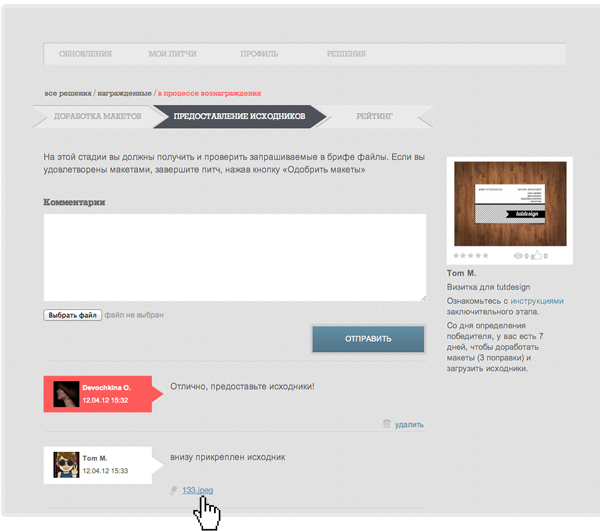 ОБНОВЛЕНИЯ МОИ ПИТЧИ ПРОФИЛЬ РЕШЕНИЯ
все решения / награжденные / в процессе вознаграждения
ДОРАБОТКА МАКЕТОВ ПРЕДОСТАВЛЕНИЕ ИСХОДНИКОВ РЕЙТИНГ
На этой стадии вы должны получить и проверить запрашиваемые в брифе файлы. Если вы
удовлетворены макетами, завершите питч, нажав кнопку «Одобрить макеты»
Комментарии
Выбрать файл файл не выбран
ОТПРАВИТЬ
Devochkina O.
12.04.12 15:32
Отлично, предоставьте исходники!
удалить
Tom M.
12.04.12 15:33
внизу прикреплен исходник
133.jpeg
tutdesign
0 0
Tom M.
Визитка для tutdesign
Ознакомьтесь с инструкциями
заключительного этапа.
Со дня определения
победителя, у вас есть 7
дней, чтобы доработать
макеты (3 поправки) и
загрузить исходники.